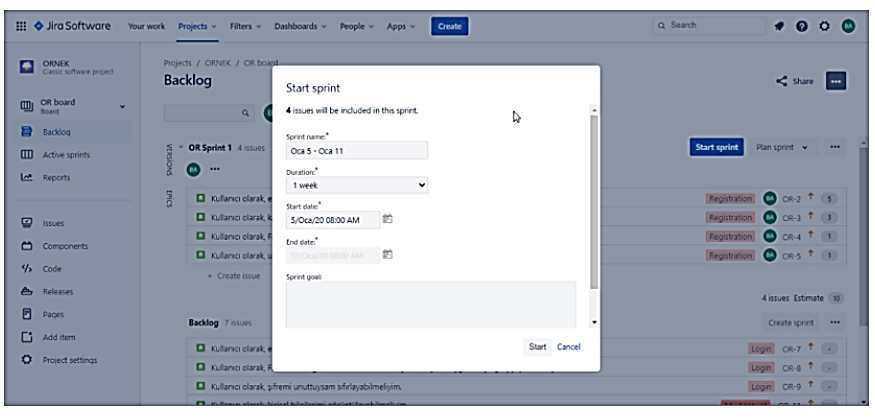 Jira Software Your work Projects Filters Dashboards People Apps Create Search BA
ORNEK
Classic software project
OR board
Board
Backlog
Active sprints
Reports
Issues
Components
Code
Releases
Pages
Add item
Project settings
Projects / ORNEK / OR board
Backlog
Share
VERSIONS
EPICS
OR Sprint 1 4 issues
Start sprint Plan sprint
BA
Kullanıcı olarak, Registration BA OR-2 5
Kullanıcı olarak, Registration BA OR-3 3
Kullanıcı olarak, Registration BA OR-4 1
Kullanıcı olarak, Registration BA OR-5 1
+ Create issue
4 issues Estimate 10
Backlog 7 issues
Create sprint
Kullanıcı olarak, Login OR-7 -
Kullanıcı olarak, Login OR-8 -
Kullanıcı olarak, şifremi unuttuysam sıfırlayabilmeliyim. Login OR-9 -
Start sprint
4 issues will be included in this sprint.
Sprint name:*
Oca 5 - Oca 11
Duration:*
1 week
Start date:*
5/Oca/20 08:00 AM
End date:*
12/Oca/20 08:00 AM
Sprint goal:
Start Cancel